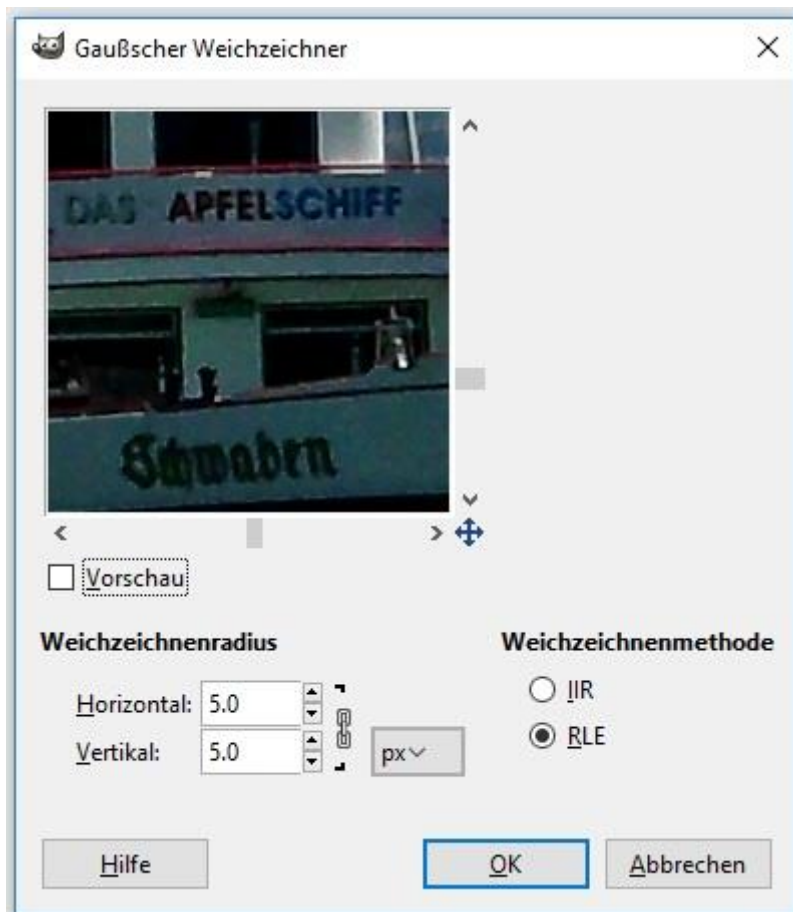 Gaußscher Weichzeichner
DAS APFELSCHIFF
Schwaben
Vorschau
Weichzeichnenradius
Weichzeichnenmethode
Horizontal: 5.0
IIR
Vertikal: 5.0
px
RLE
Hilfe
OK
Abbrechen